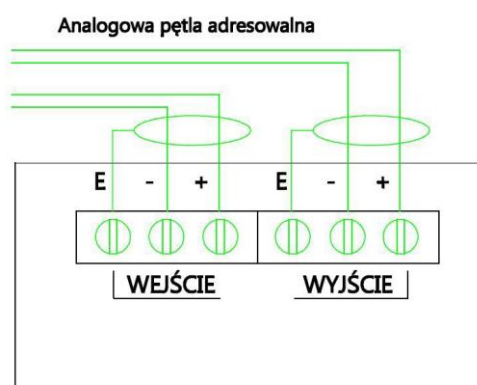 Analogowa pętla adresowalna
E - + E - +
WEJŚCIE WYJŚCIE